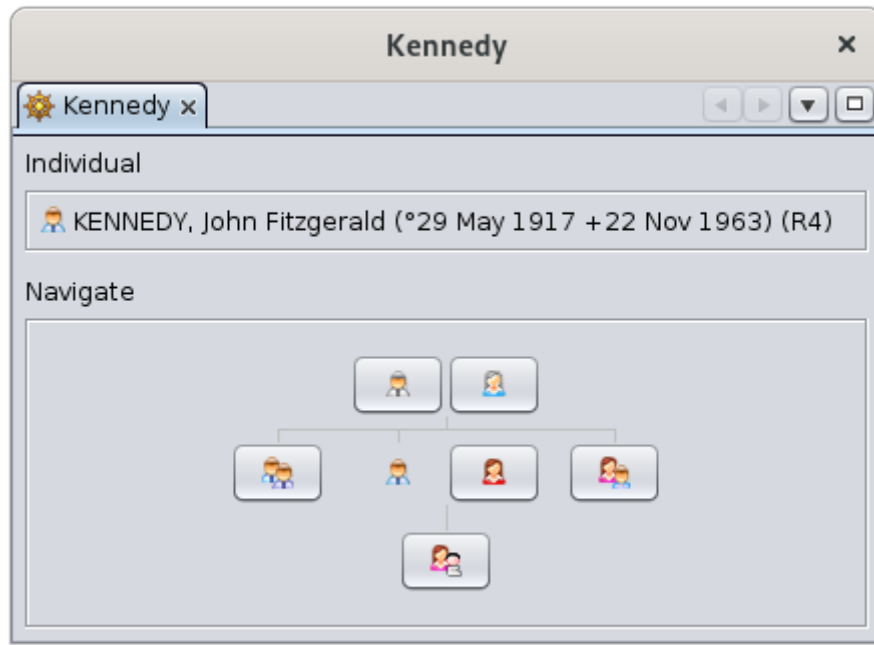 Kennedy
Kennedy
Individual
KENNEDY, John Fitzgerald (°29 May 1917 +22 Nov 1963) (R4)
Navigate